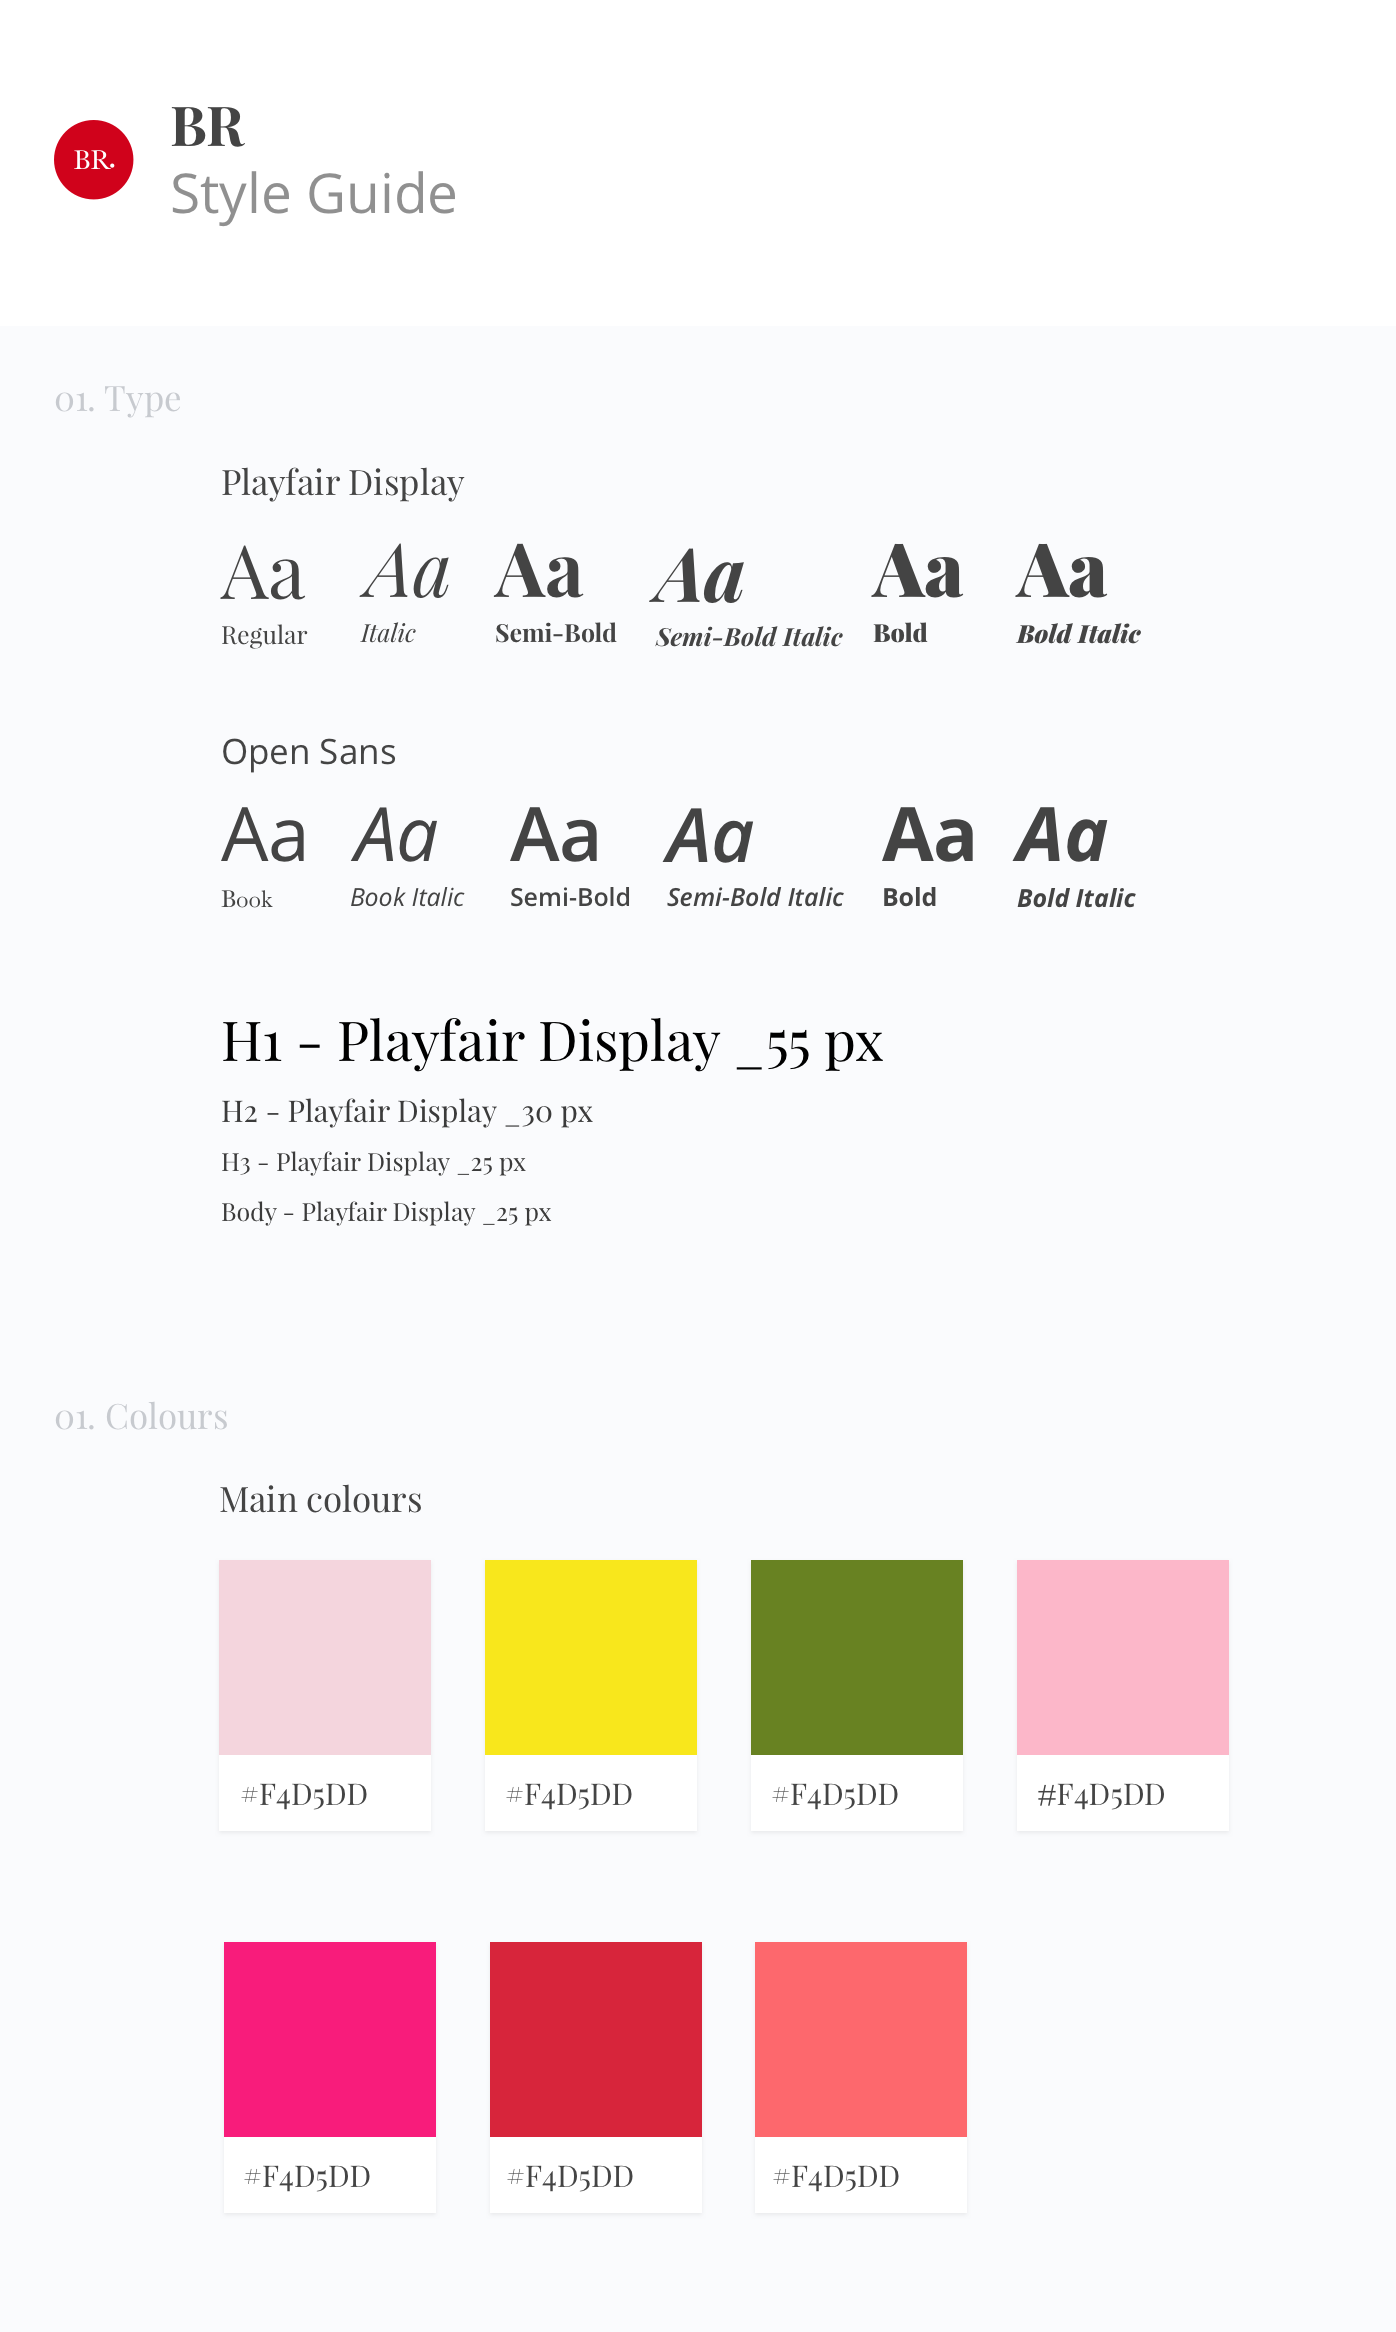 BR.
BR
Style Guide
01. Type
Playfair Display
Aa Aa Aa Aa Aa Aa
Regular Italic Semi-Bold Semi-Bold Italic Bold Bold Italic
Open Sans
Aa Aa Aa Aa Aa Aa
Book Book Italic Semi-Bold Semi-Bold Italic Bold Bold Italic
H1 - Playfair Display _55 px
H2 - Playfair Display _30 px
H3 - Playfair Display _25 px
Body - Playfair Display _25 px
01. Colours
Main colours
#F4D5DD #F4D5DD #F4D5DD #F4D5DD
#F4D5DD #F4D5DD #F4D5DD